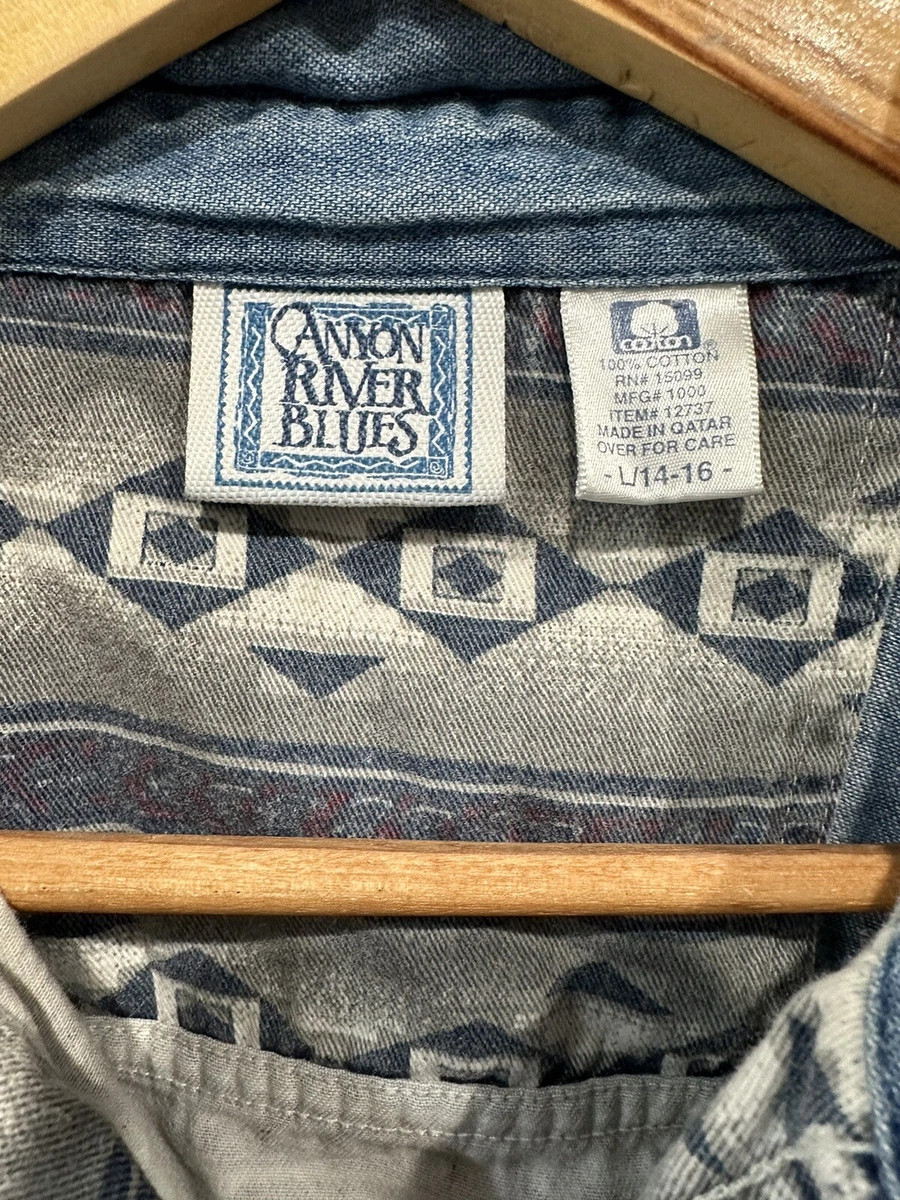 CANYON
RIVER
BLUES
cotton ®
100% COTTON
RN# 15099
MFG# 1000
ITEM# 12737
MADE IN QATAR
OVER FOR CARE
- L/14-16 -